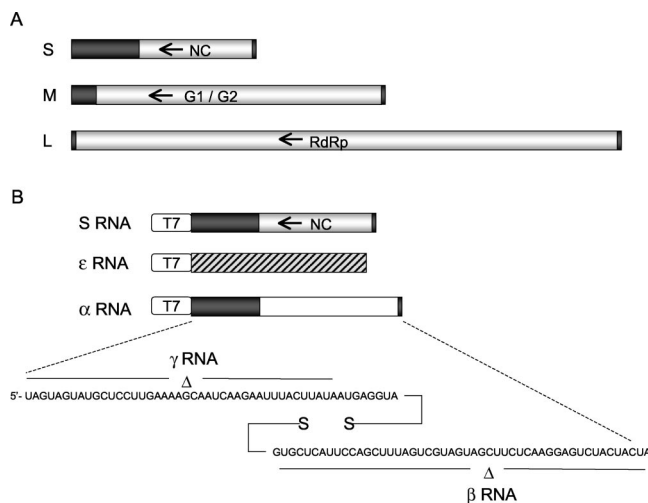 A
S
NC
M
G1 / G2
L
RdRp
B
S RNA
T7
NC
ε RNA
T7
α RNA
T7
γ RNA
Δ
5'- UAGUAGUAUGCUCCUUGAAAAGCAAUCAAGAAUUUACUUAUAAUGAGGUA
S S
GUGCUCAUUCCAGCUUUAGUCGUAGUAGCUUCUCAAGGAGUCUACUACUA
Δ
β RNA